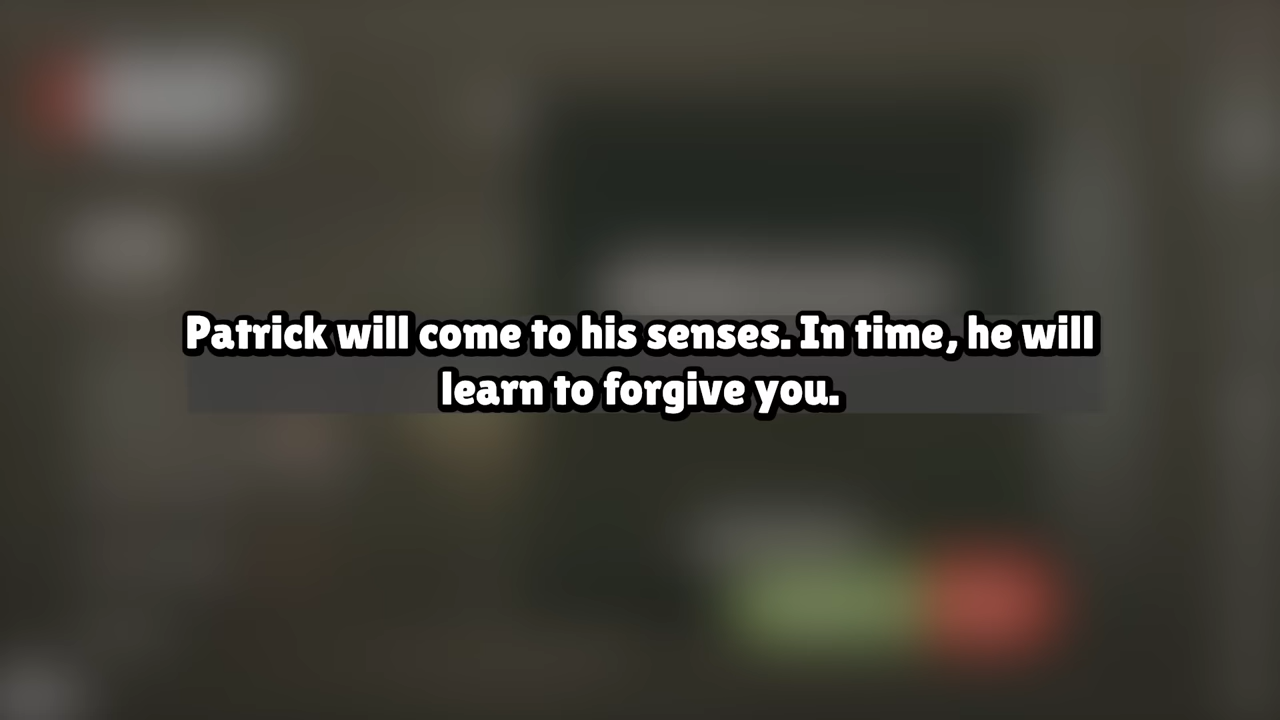 Patrick will come to his senses. In time, he will
learn to forgive you.